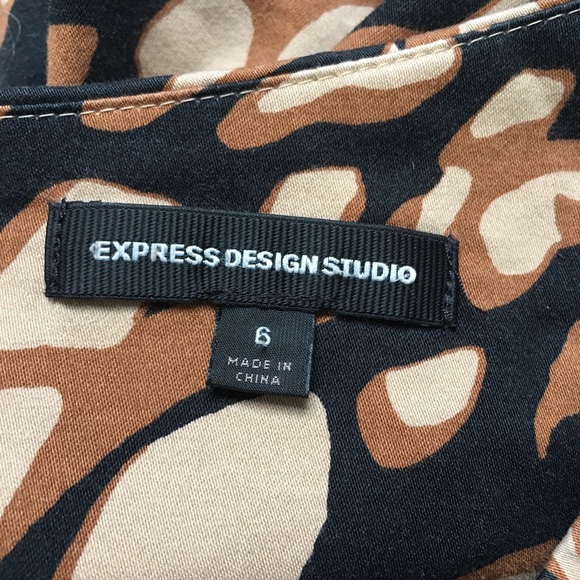 EXPRESS DESIGN STUDIO
6
MADE IN
CHINA